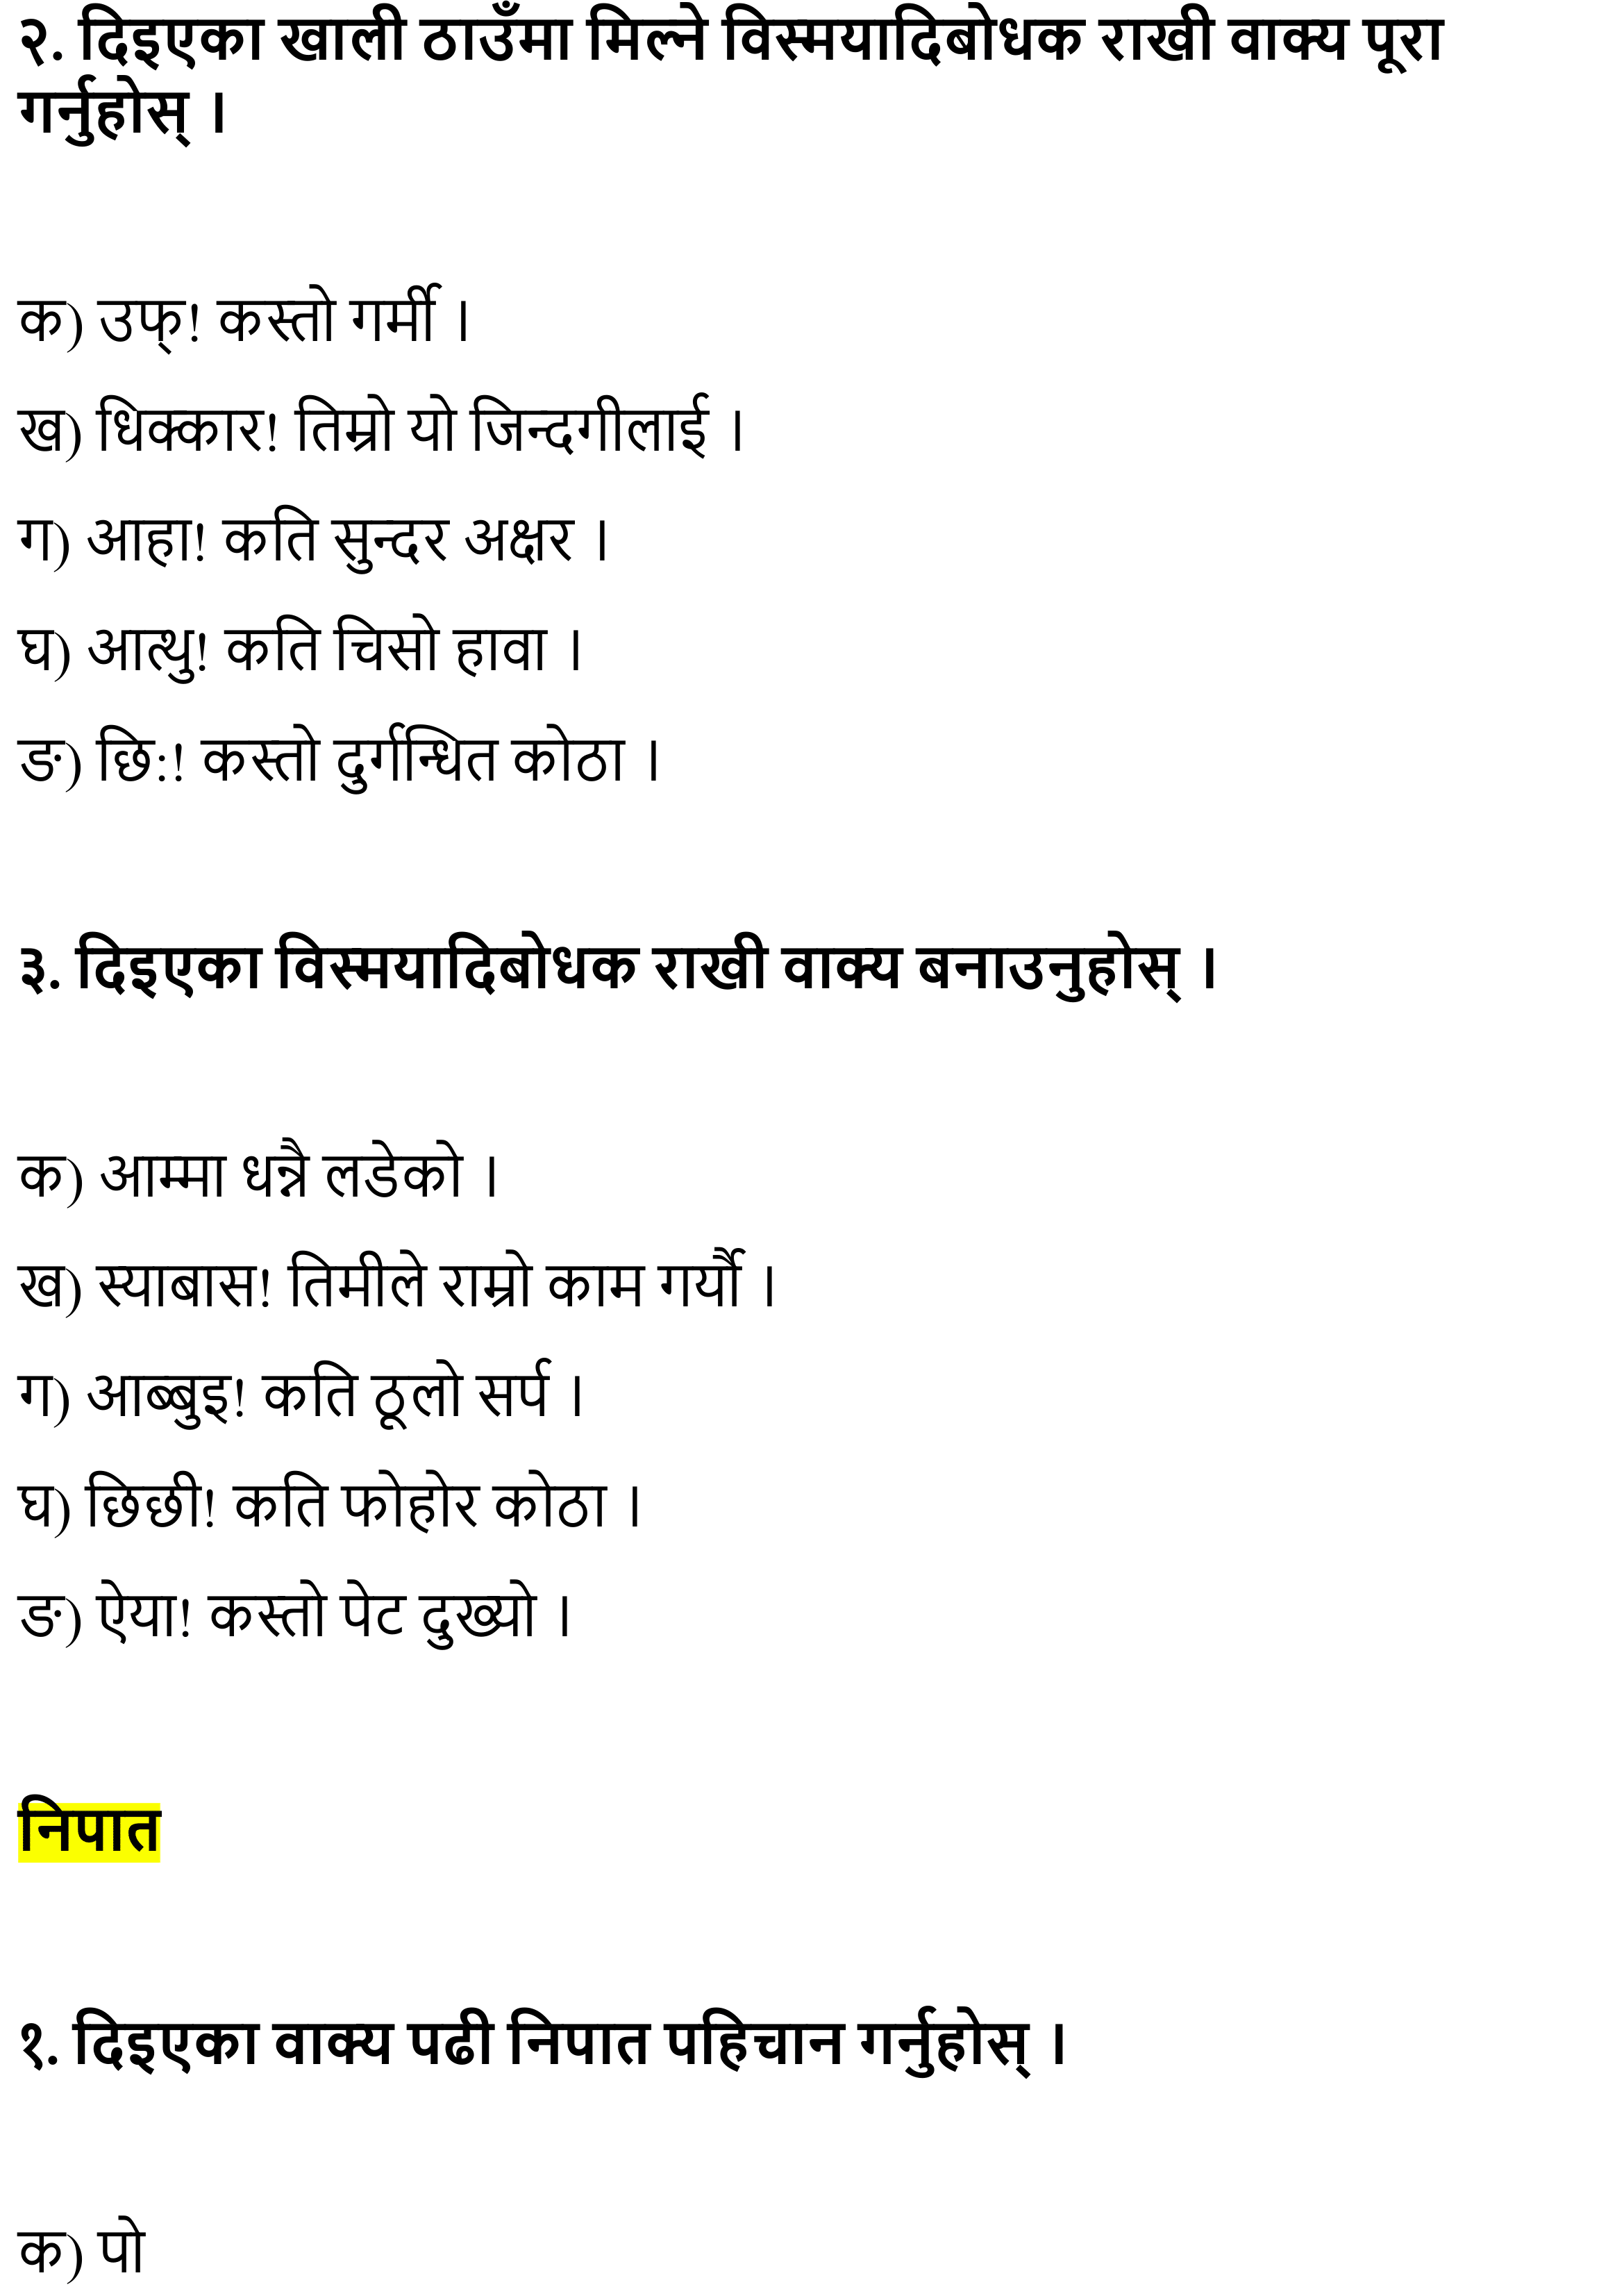 २. दिइएका खाली ठाउँमा मिल्ने विस्मयादिबोधक राखी वाक्य पूरा
गर्नुहोस् ।
क) उफ्! कस्तो गर्मी ।
ख) धिक्कार! तिम्रो यो जिन्दगीलाई ।
ग) आहा! कति सुन्दर अक्षर ।
घ) आत्थु! कति चिसो हावा ।
ङ) छि:! कस्तो दुर्गन्धित कोठा ।
३. दिइएका विस्मयादिबोधक राखी वाक्य बनाउनुहोस् ।
क) आम्मा धन्नै लडेको ।
ख) स्याबास! तिमीले राम्रो काम गर्यौ ।
ग) आब्बुइ! कति ठूलो सर्प ।
घ) छिछी! कति फोहोर कोठा ।
ङ) ऐया! कस्तो पेट दुख्यो ।
निपात
१. दिइएका वाक्य पढी निपात पहिचान गर्नुहोस् ।
क) पो